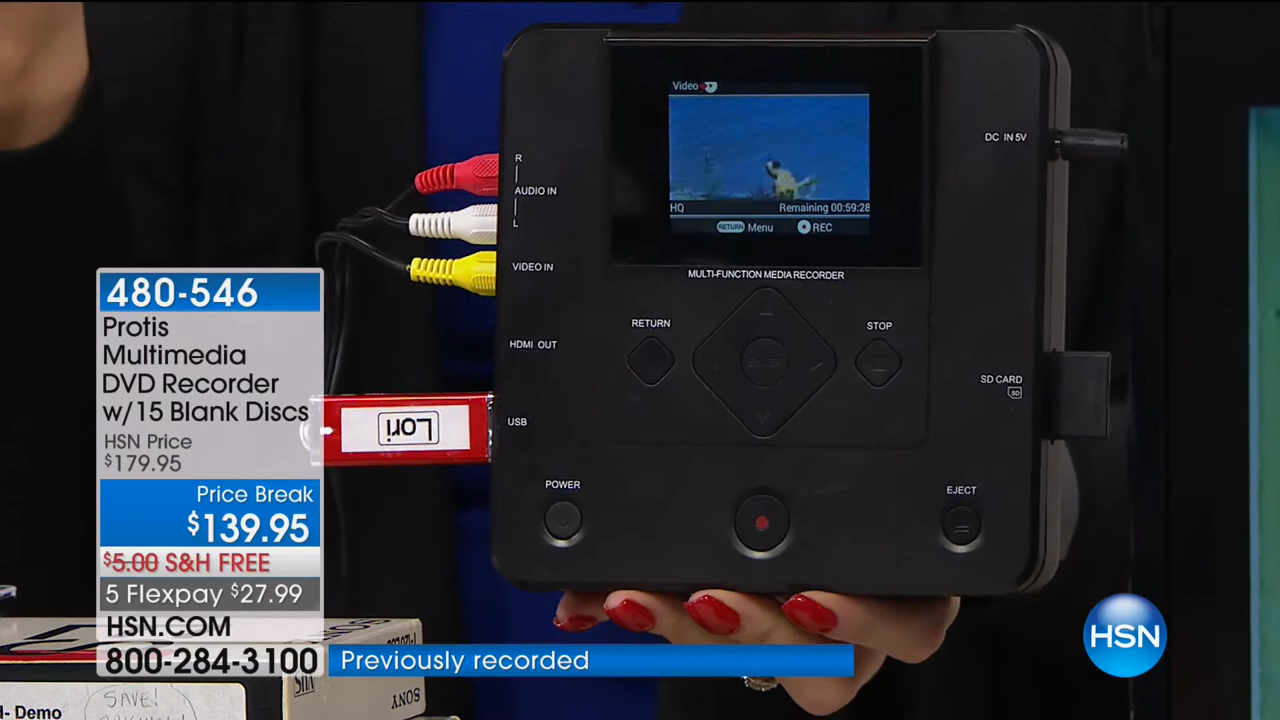 480-546
Protis
Multimedia
DVD Recorder
w/15 Blank Discs
HSN Price
$179.95
Price Break
$139.95
$5.00 S&H FREE
5 Flexpay $27.99
HSN.COM
800-284-3100
Previously recorded
HSN
Video
HQ
Remaining 00:59:28
RETURN Menu
REC
MULTI-FUNCTION MEDIA RECORDER
R
AUDIO IN
L
VIDEO IN
HDMI OUT
USB
RETURN
STOP
ENTER
DC IN 5V
SD CARD
SD
POWER
EJECT
Lori
SONY
VHS
SONY
SAVE!
- Demo